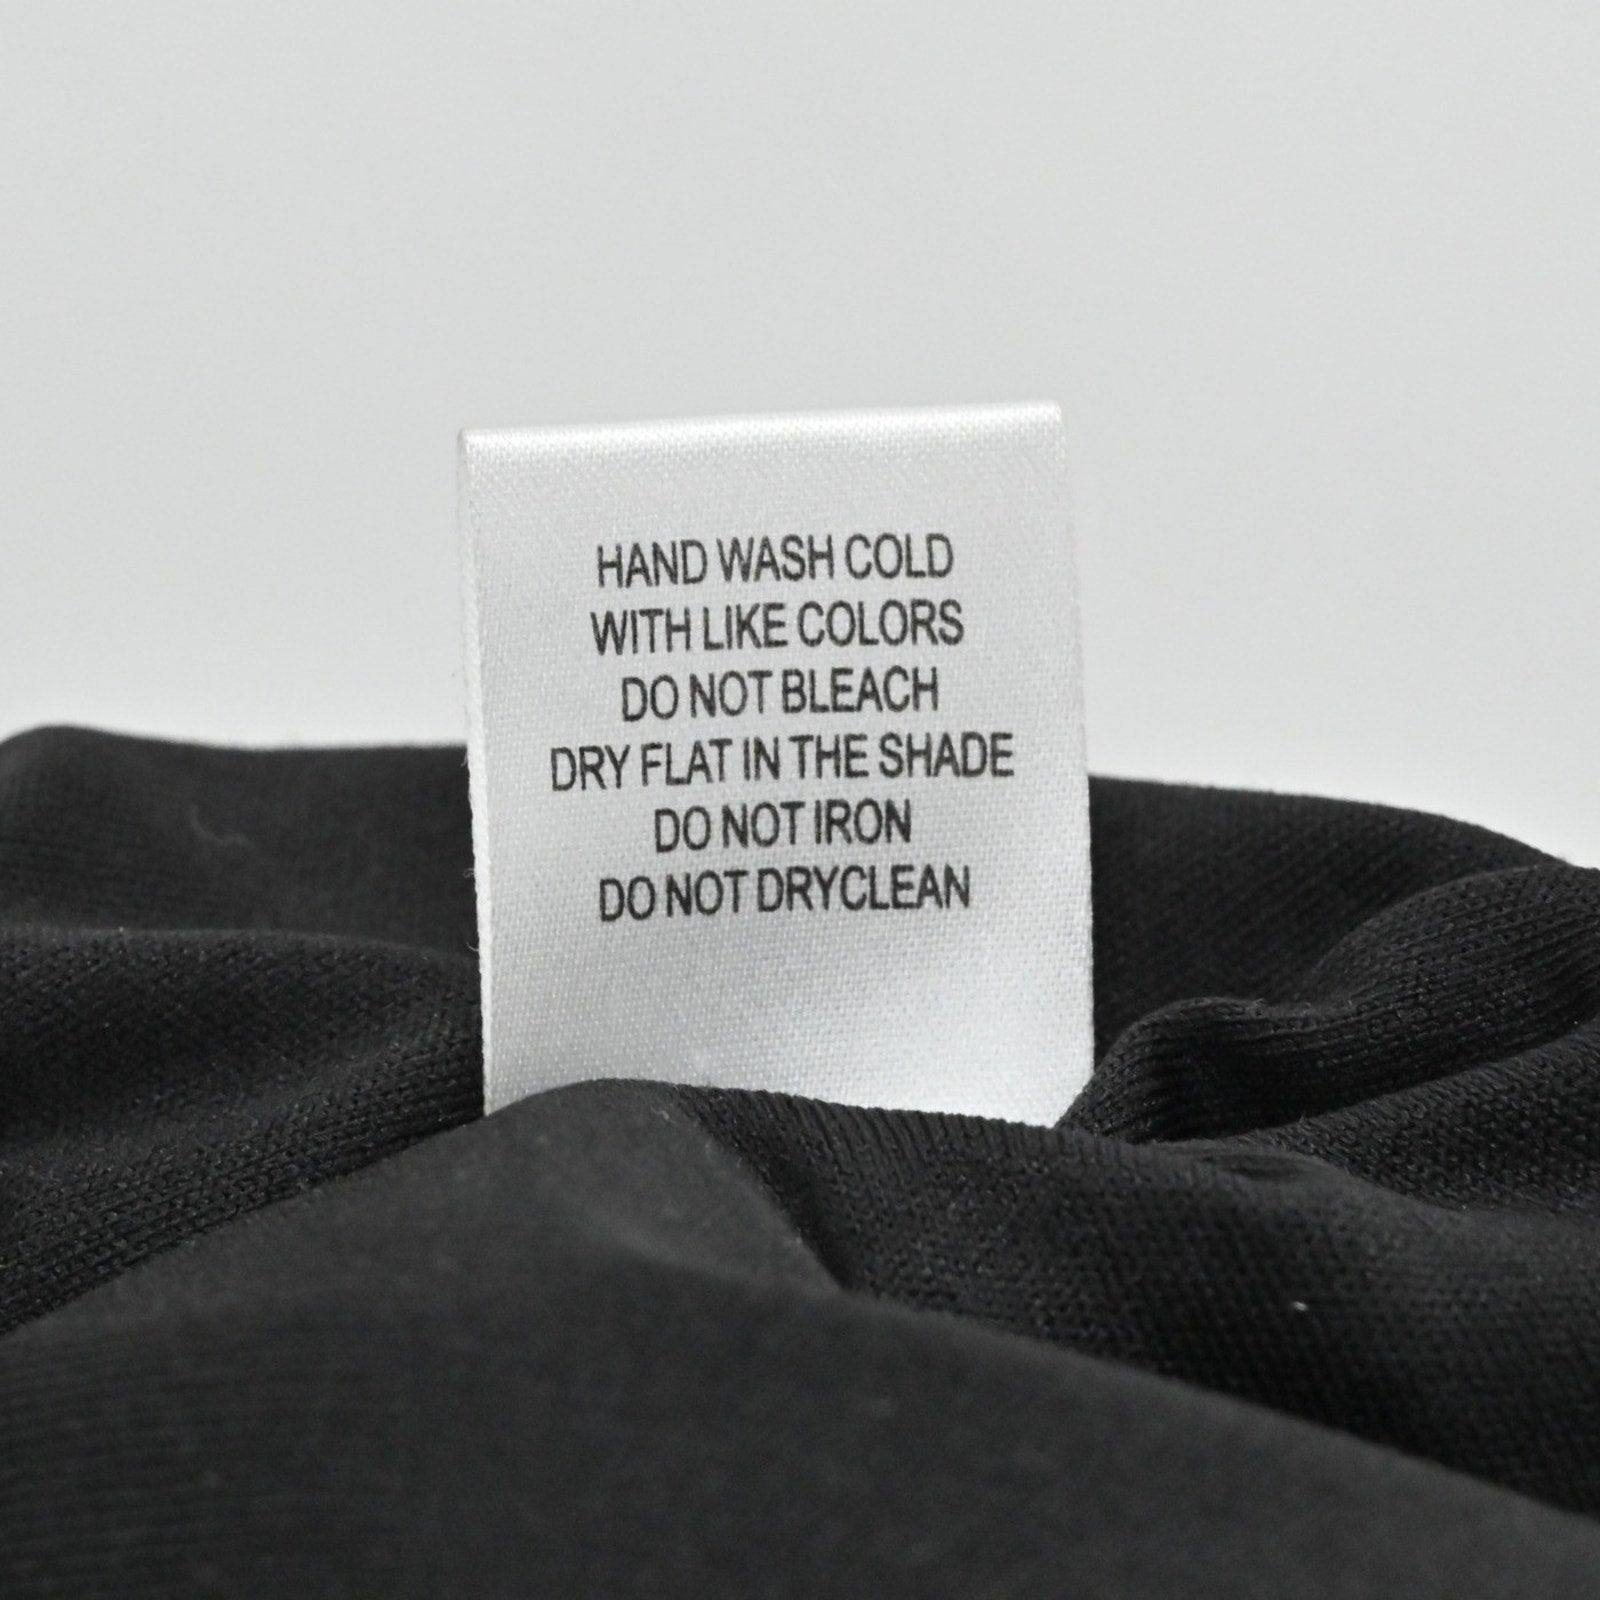 HAND WASH COLD
WITH LIKE COLORS
DO NOT BLEACH
DRY FLAT IN THE SHADE
DO NOT IRON
DO NOT DRYCLEAN